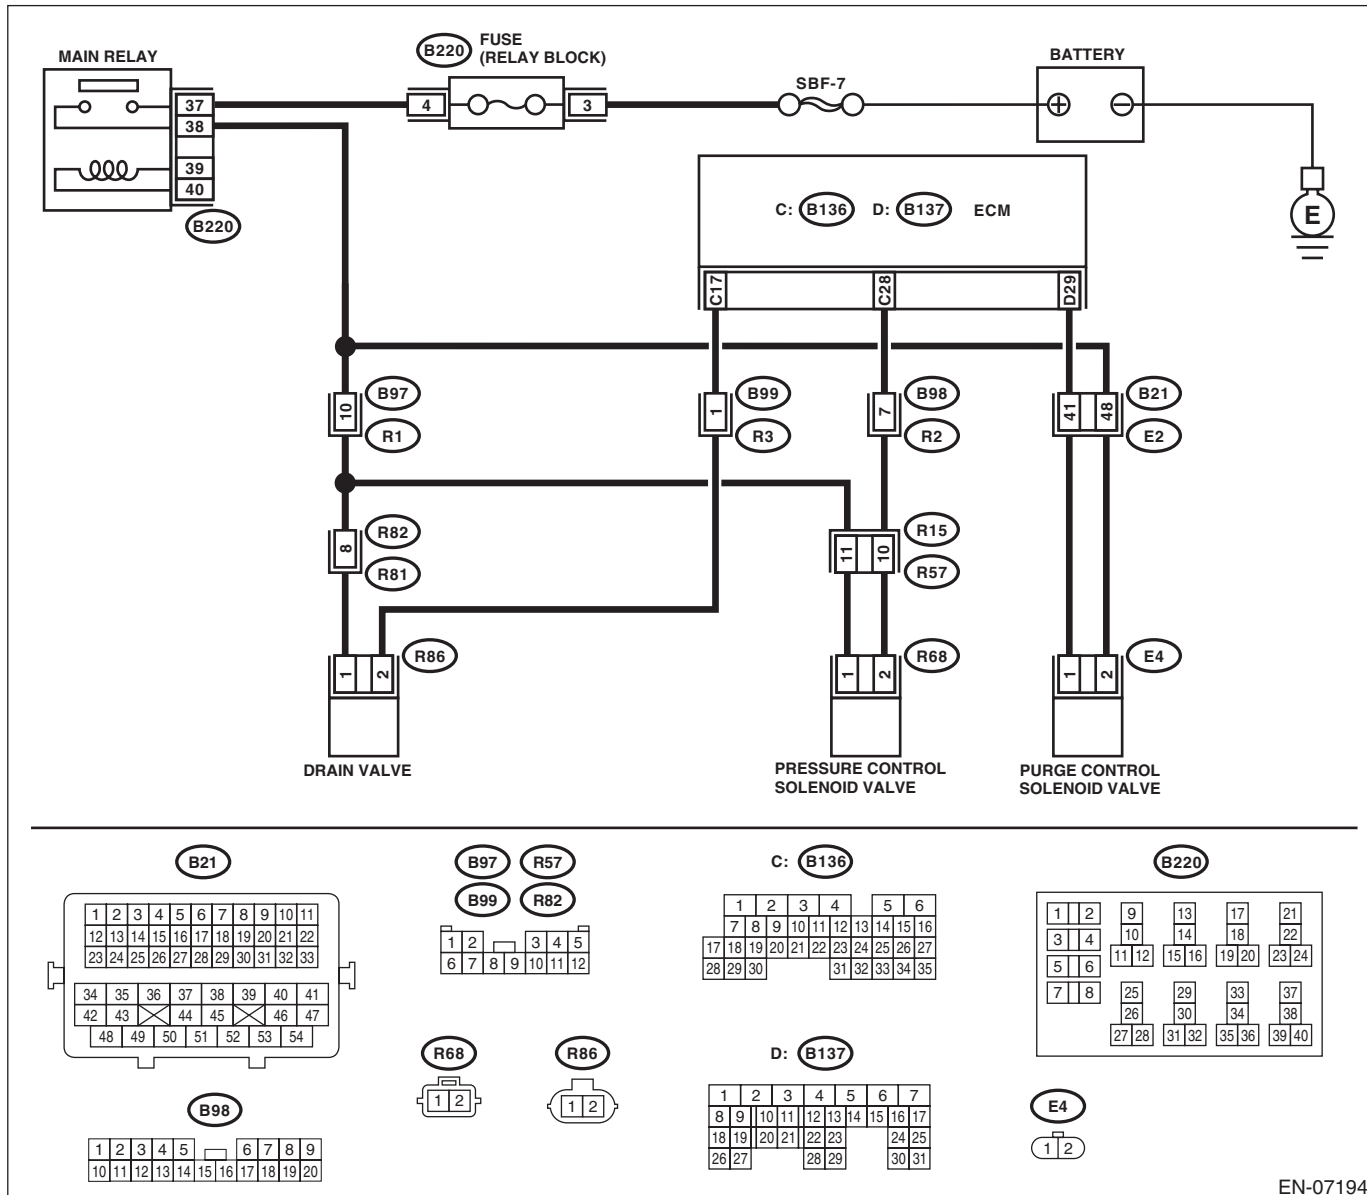 MAIN RELAY
B220
FUSE
(RELAY BLOCK)
SBF-7
BATTERY
37
4
3
38
39
40
B220
C: B136 D: B137 ECM
E
C17
C28
D29
10
B97
R1
1
B99
R3
7
B98
R2
41 48
B21
E2
8
R82
R81
11 10
R15
R57
1 2
R86
1 2
R68
1 2
E4
DRAIN VALVE
PRESSURE CONTROL
SOLENOID VALVE
PURGE CONTROL
SOLENOID VALVE
B21
1 2 3 4 5 6 7 8 9 10 11
12 13 14 15 16 17 18 19 20 21 22
23 24 25 26 27 28 29 30 31 32 33
34 35 36 37 38 39 40 41
42 43 44 45 46 47
48 49 50 51 52 53 54
B97 R57
B99 R82
1 2 3 4 5
6 7 8 9 10 11 12
C: B136
1 2 3 4 5 6
7 8 9 10 11 12 13 14 15 16
17 18 19 20 21 22 23 24 25 26 27
28 29 30 31 32 33 34 35
B220
1 2 9 13 17 21
3 4 10 14 18 22
5 6 11 12 15 16 19 20 23 24
7 8 25 29 33 37
26 30 34 38
27 28 31 32 35 36 39 40
B98
1 2 3 4 5 6 7 8 9
10 11 12 13 14 15 16 17 18 19 20
R68
1 2
R86
1 2
D: B137
1 2 3 4 5 6 7
8 9 10 11 12 13 14 15 16 17
18 19 20 21 22 23 24 25
26 27 28 29 30 31
E4
1 2
EN-07194